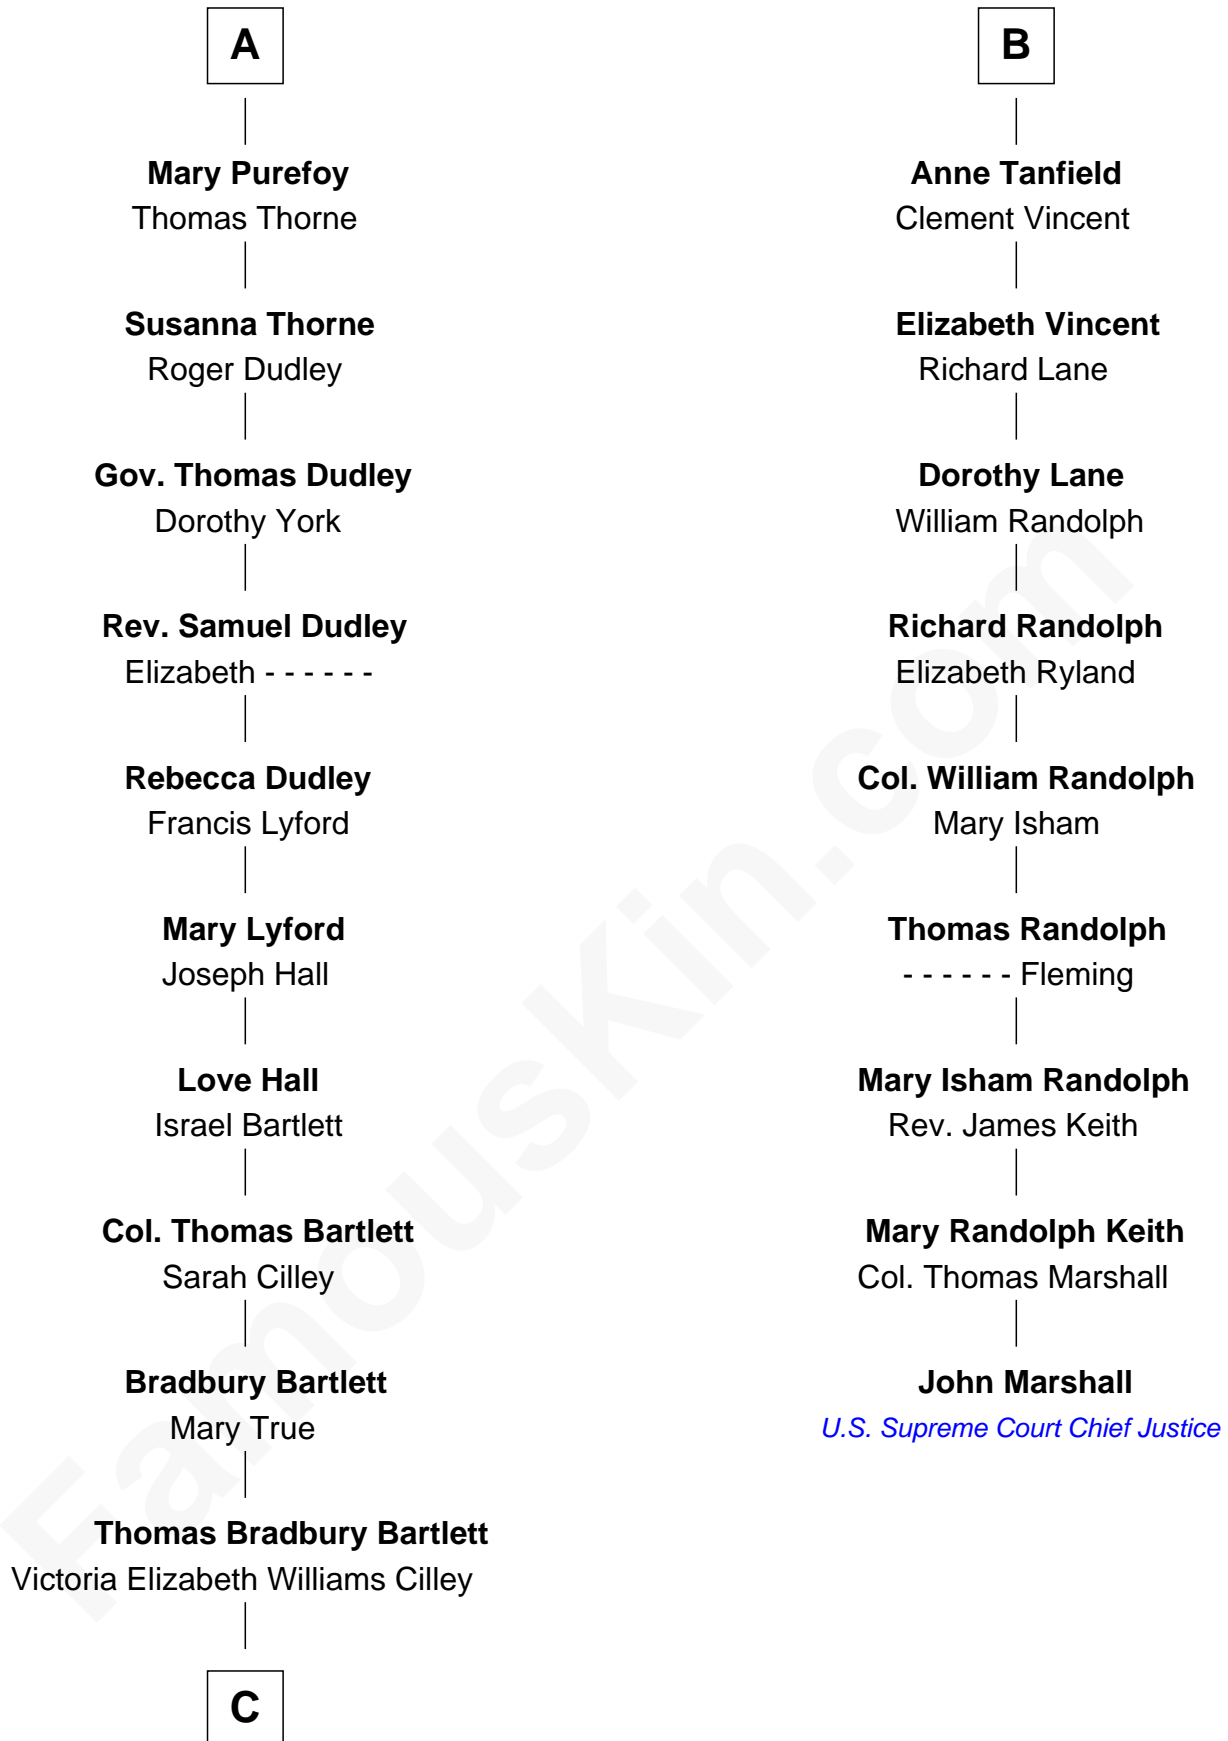 A
Mary Purefoy
Thomas Thorne
Susanna Thorne
Roger Dudley
Gov. Thomas Dudley
Dorothy York
Rev. Samuel Dudley
Elizabeth - - - - - -
Rebecca Dudley
Francis Lyford
Mary Lyford
Joseph Hall
Love Hall
Israel Bartlett
Col. Thomas Bartlett
Sarah Cilley
Bradbury Bartlett
Mary True
Thomas Bradbury Bartlett
Victoria Elizabeth Williams Cilley
C
B
Anne Tanfield
Clement Vincent
Elizabeth Vincent
Richard Lane
Dorothy Lane
William Randolph
Richard Randolph
Elizabeth Ryland
Col. William Randolph
Mary Isham
Thomas Randolph
- - - - - - Fleming
Mary Isham Randolph
Rev. James Keith
Mary Randolph Keith
Col. Thomas Marshall
John Marshall
U.S. Supreme Court Chief Justice
FamousKin.com